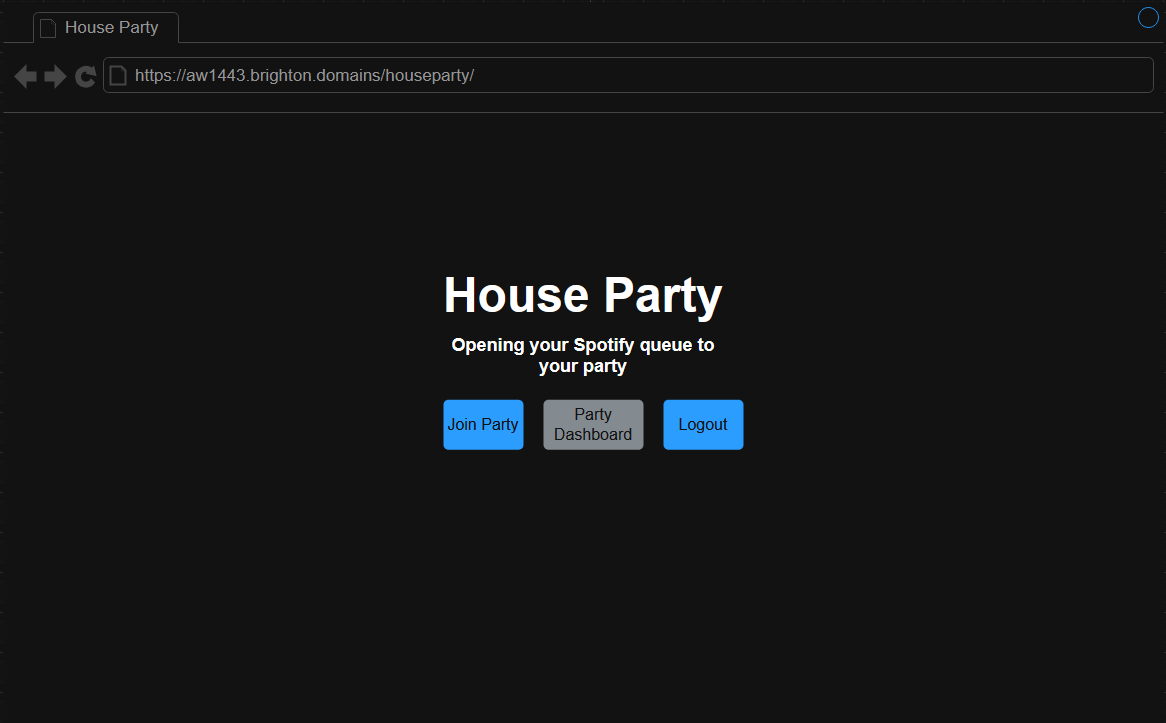 House Party
https://aw1443.brighton.domains/houseparty/
House Party
Opening your Spotify queue to
your party
Join Party
Party
Dashboard
Logout